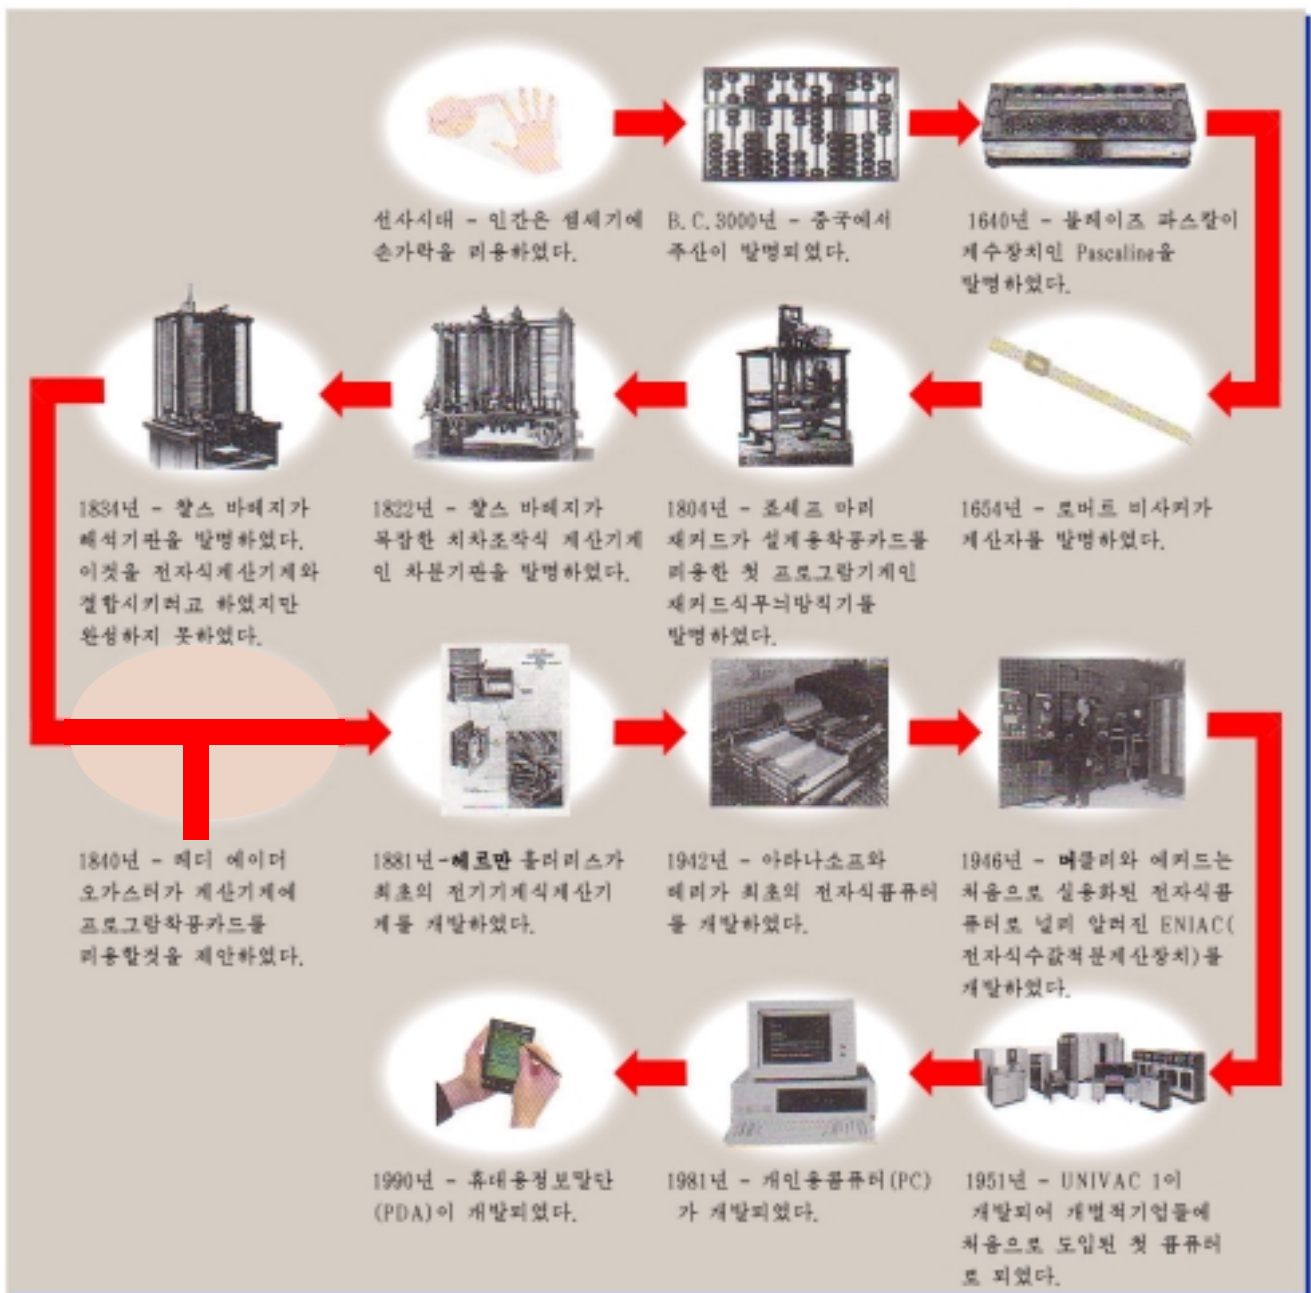 선사시대 - 인간은 셈세기에
손가락을 리용하였다.
B.C.3000년 - 중국에서
주산이 발명되였다.
1640년 - 블레이즈 파스칼이
계수장치인 Pascaline을
발명하였다.
1654년 - 로버트 비사커가
계산자를 발명하였다.
1804년 - 죠세프 마리
쟈커드가 설계용착공카드를
리용한 첫 프로그람기계인
쟈커드식무늬방직기를
발명하였다.
1822년 - 챨스 바베지가
복잡한 치차조작식 계산기계
인 차분기관을 발명하였다.
1834년 - 챨스 바베지가
해석기관을 발명하였다.
이것을 전자식계산기계와
결합시키려고 하였지만
완성하지 못하였다.
1840년 - 레디 에이더
오가스터가 계산기계에
프로그람착공카드를
리용할것을 제안하였다.
1881년-헤르만 홀러리스가
최초의 전기기계식계산기
계를 개발하였다.
1942년 - 아타나소프와
베리가 최초의 전자식콤퓨터
를 개발하였다.
1946년 - 머클리와 에커드는
처음으로 실용화된 전자식콤
퓨터로 널리 알려진 ENIAC(
전자식수값적분계산장치)를
개발하였다.
1951년 - UNIVAC 1이
개발되여 개별적기업들에
처음으로 도입된 첫 콤퓨터
로 되였다.
1981년 - 개인용콤퓨터(PC)
가 개발되였다.
1990년 - 휴대용정보말단
(PDA)이 개발되였다.